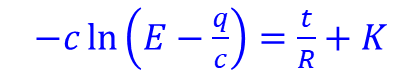 −c ln (E − q/c) = t/R + K